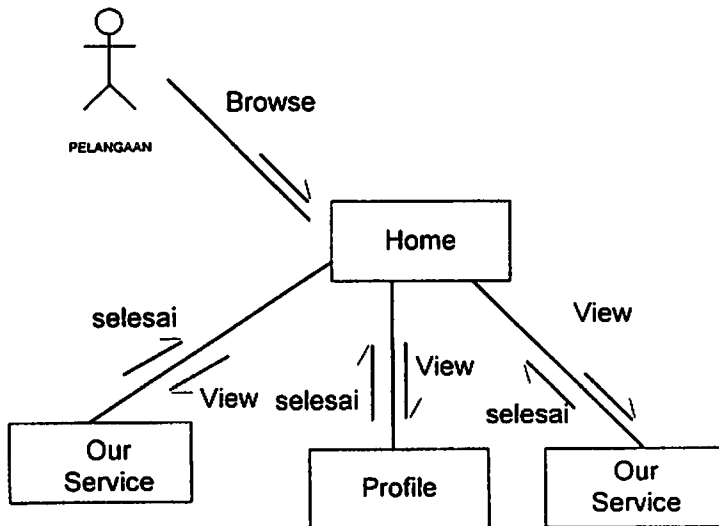 Browse
PELANGAAN
Home
View
selesai
View
View
selesai
selesai
Our
Service
Profile
Our
Service